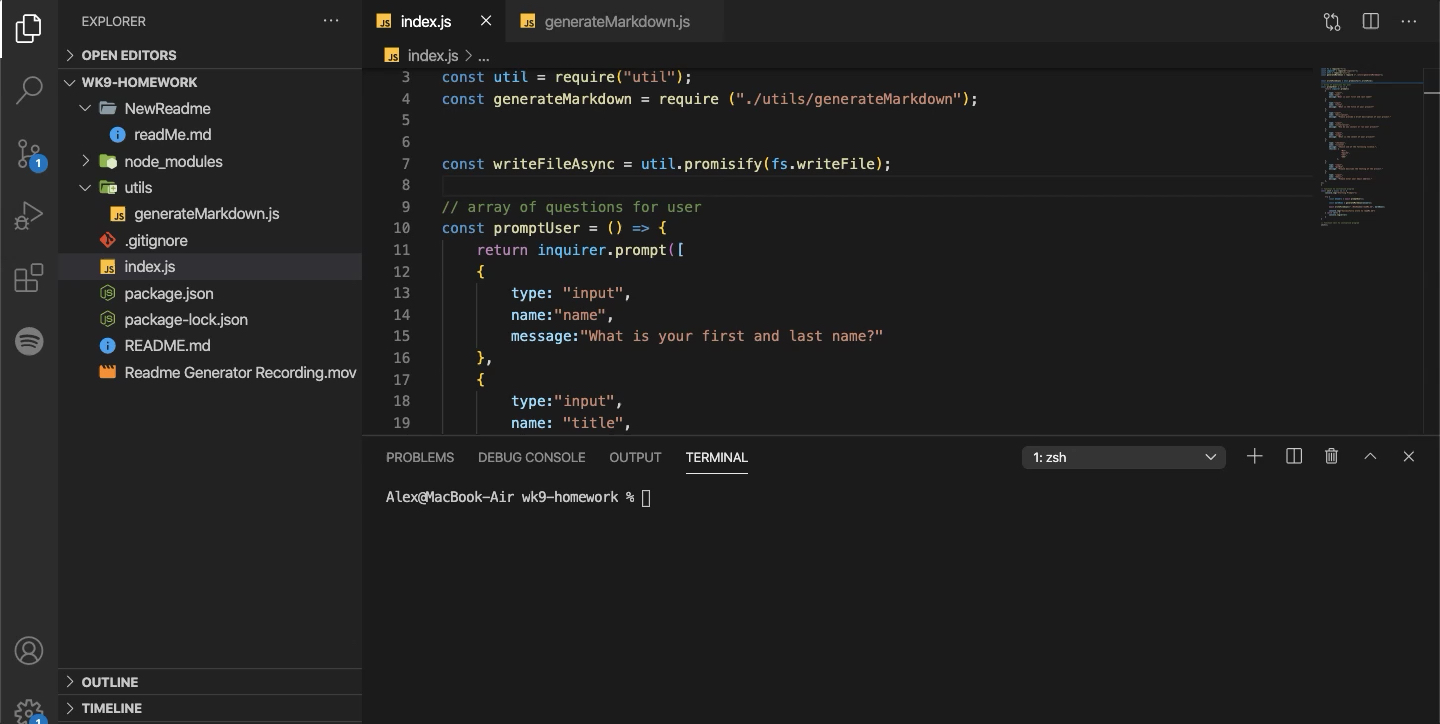 EXPLORER
OPEN EDITORS
WK9-HOMEWORK
NewReadme
readMe.md
node_modules
utils
generateMarkdown.js
.gitignore
index.js
package.json
package-lock.json
README.md
Readme Generator Recording.mov
OUTLINE
TIMELINE
1
1
JS index.js
JS generateMarkdown.js
JS index.js > ...
3 const util = require("util");
4 const generateMarkdown = require ("./utils/generateMarkdown");
5
6
7 const writeFileAsync = util.promisify(fs.writeFile);
8
9 // array of questions for user
10 const promptUser = () => {
11 return inquirer.prompt([
12 {
13 type: "input",
14 name:"name",
15 message:"What is your first and last name?"
16 },
17 {
18 type:"input",
19 name: "title",
PROBLEMS DEBUG CONSOLE OUTPUT TERMINAL 1: zsh
Alex@MacBook-Air wk9-homework %